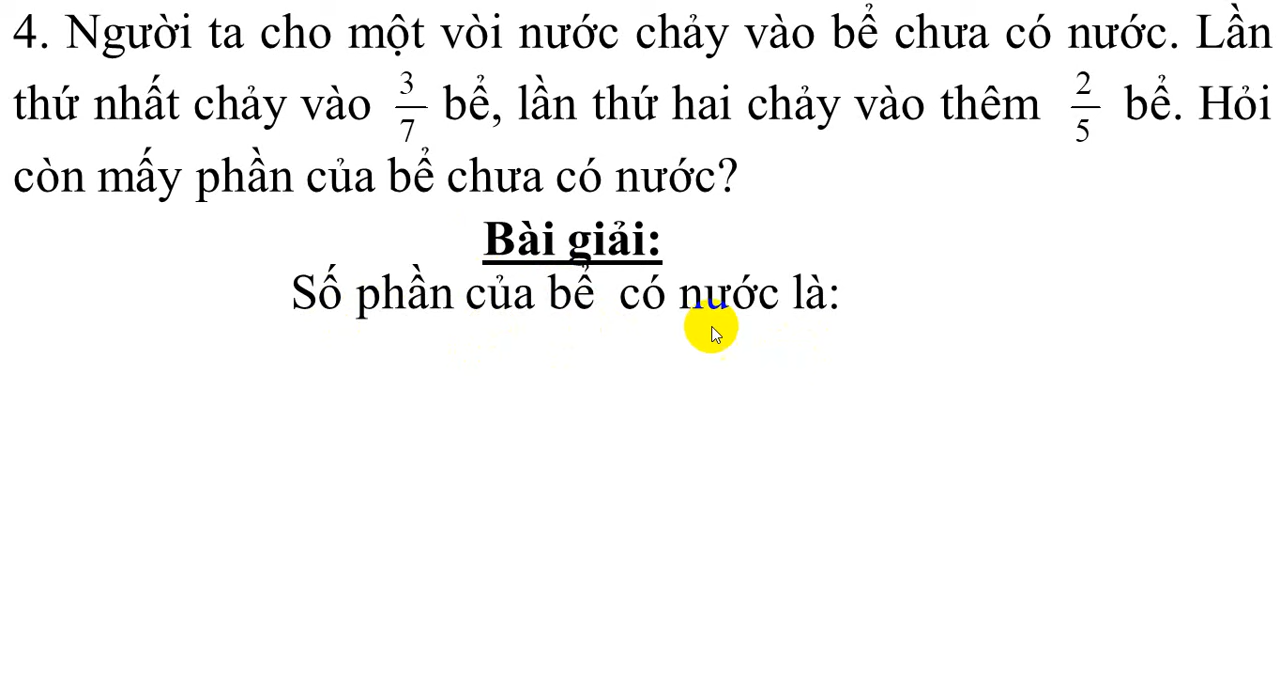 4. Người ta cho một vòi nước chảy vào bể chưa có nước. Lần
thứ nhất chảy vào 3/7 bể, lần thứ hai chảy vào thêm 2/5 bể. Hỏi
còn mấy phần của bể chưa có nước?
Bài giải:
Số phần của bể có nước là: